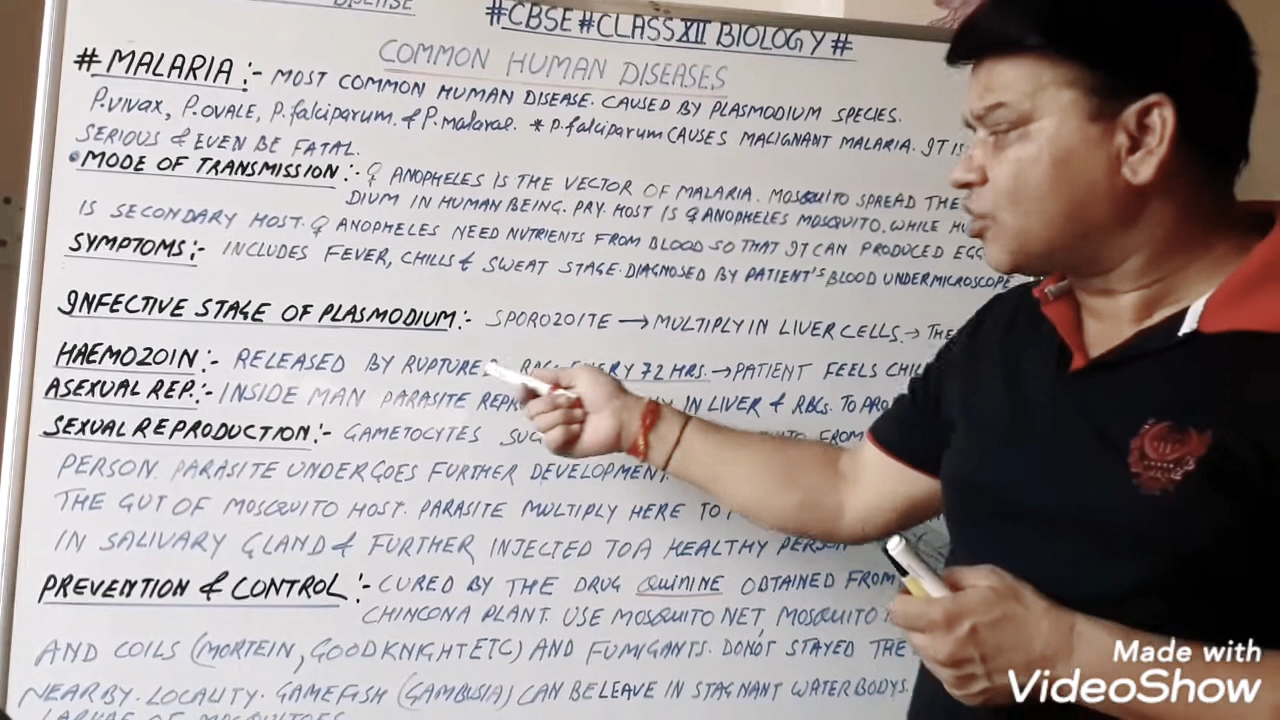 DISEASE
#CBSE#CLASS XII BIOLOGY#
COMMON HUMAN DISEASES
# MALARIA :- MOST COMMON HUMAN DISEASE. CAUSED BY PLASMODIUM SPECIES.
P.VIVAX, P.OVALE, P.falciparum & P.malarae. * P.falciparum CAUSES MALIGNANT MALARIA. IT IS
SERIOUS & EVEN BE FATAL.
• MODE OF TRANSMISSION :- ♀ ANOPHELES IS THE VECTOR OF MALARIA. MOSQUITO SPREAD THE
DIUM IN HUMAN BEING. PRY. HOST IS ♀ ANOPHELES MOSQUITO. WHILE
IS SECONDARY HOST. ♀ ANOPHELES NEED NUTRIENTS FROM BLOOD SO THAT IT CAN PRODUCED EGG
SYMPTOMS :- INCLUDES FEVER, CHILLS & SWEAT STAGE. DIAGNOSED BY PATIENT'S BLOOD UNDERMICROSCOPE
INFECTIVE STAGE OF PLASMODIUM :- SPOROZOITE → MULTIPLY IN LIVER CELLS. →
HAEMOZOIN :- RELEASED BY RUPTURED RBCs EVERY 72 HRS. → PATIENT FEELS
ASEXUAL REP. :- INSIDE MAN PARASITE IN LIVER & RBCs. TO
SEXUAL REPRODUCTION :- GAMETOCYTES FROM
PERSON. PARASITE UNDERGOES FURTHER DEVELOPMENT.
THE GUT OF MOSQUITO HOST. PARASITE MULTIPLY HERE TO
IN SALIVARY GLAND & FURTHER INJECTED TO A HEALTHY PERSON
PREVENTION & CONTROL :- CURED BY THE DRUG QUININE OBTAINED FROM
CHINCONA PLANT. USE MOSQUITO NET, MOSQUITO
AND COILS (MORTEIN, GOODKNIGHT ETC) AND FUMIGANTS. DONOT STAYED THE
NEARBY. LOCALITY. GAMEFISH (GAMBUSIA) CAN BE LEAVE IN STAGNANT WATER BODYS.
LARVAE OF MOSQUITOES
Made with
VideoShow